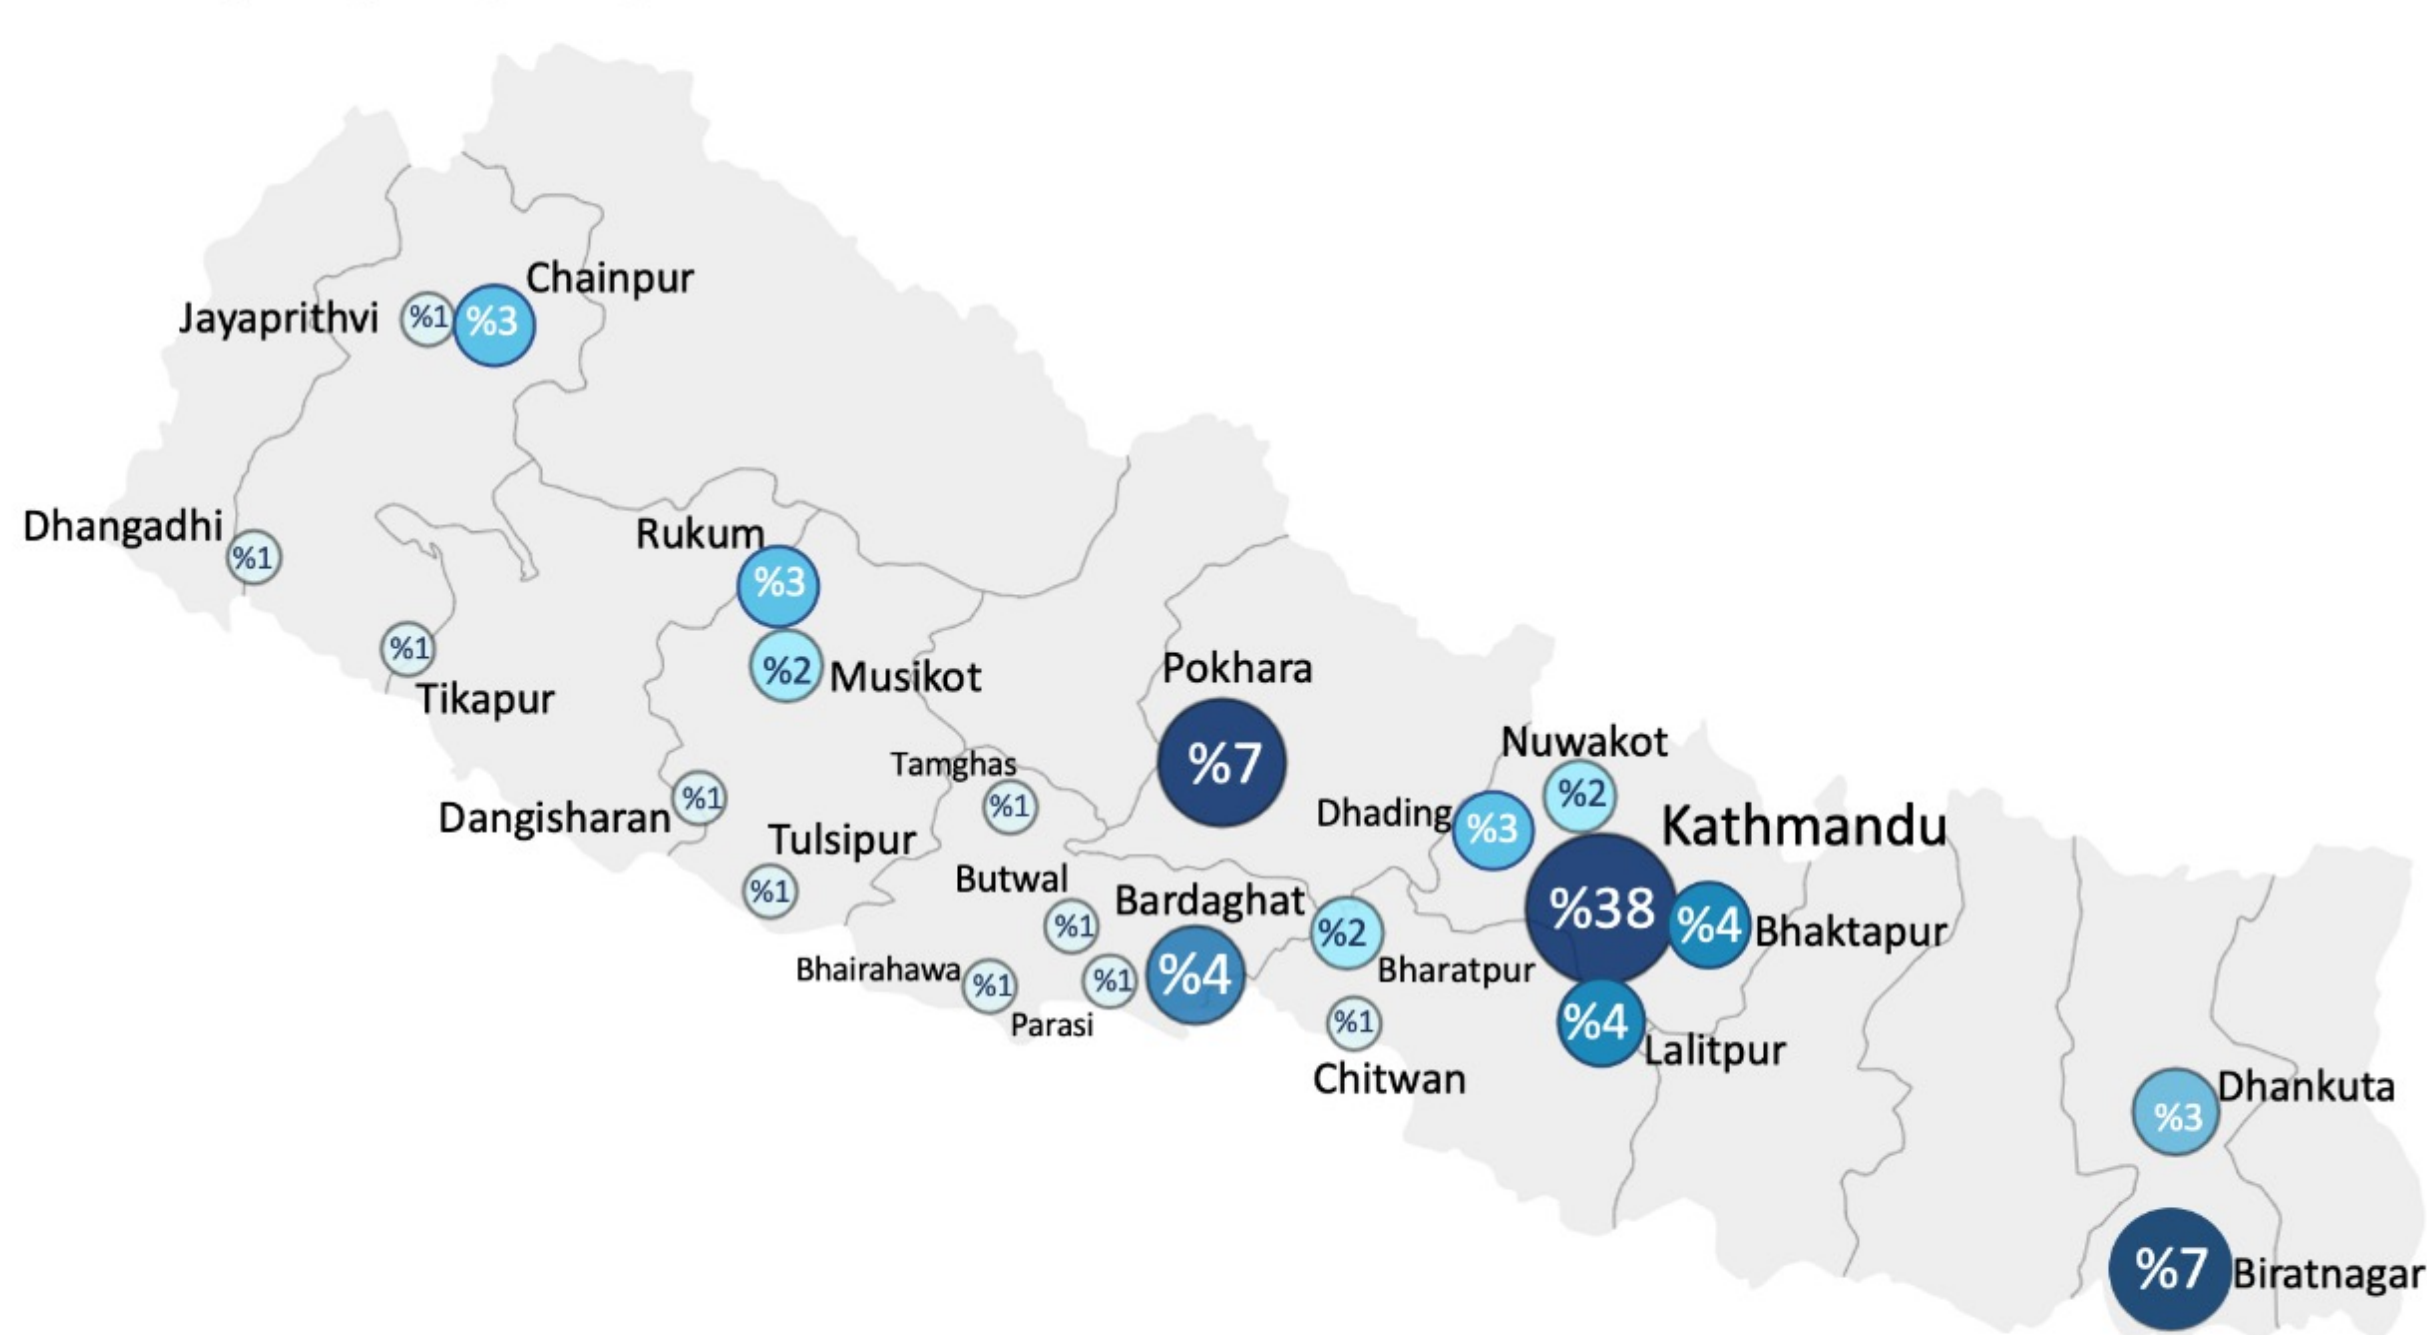 Chainpur
Jayaprithvi
%1
%3
Dhangadhi
%1
Rukum
%3
%1
Tikapur
%2
Musikot
Pokhara
%7
Nuwakot
%2
Tamghas
%1
Dangisharan
%1
Dhading
%3
Kathmandu
%38
Tulsipur
%1
Butwal
%1
Bardaghat
%4
%2
Bharatpur
%4
Bhaktapur
Bhairahawa
%1
%1
Parasi
%1
Chitwan
%4
Lalitpur
Dhankuta
%3
%7
Biratnagar